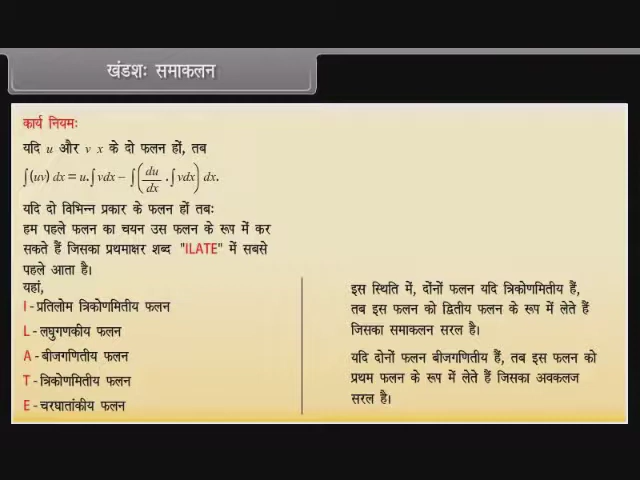 खंडशः समाकलन
कार्य नियमः
यदि u और v x के दो फलन हों, तब
∫(uv) dx = u.∫vdx − ∫(du/dx . ∫vdx) dx.
यदि दो विभिन्न प्रकार के फलन हों तबः
हम पहले फलन का चयन उस फलन के रूप में कर
सकते हैं जिसका प्रथमाक्षर शब्द "ILATE" में सबसे
पहले आता है।
यहां,
I - प्रतिलोम त्रिकोणमितीय फलन
L - लघुगणकीय फलन
A - बीजगणितीय फलन
T - त्रिकोणमितीय फलन
E - चरघातांकीय फलन
इस स्थिति में, दोंनों फलन यदि त्रिकोणमितीय हैं,
तब इस फलन को द्वितीय फलन के रूप में लेते हैं
जिसका समाकलन सरल है।
यदि दोनों फलन बीजगणितीय हैं, तब इस फलन को
प्रथम फलन के रूप में लेते हैं जिसका अवकलज
सरल है।